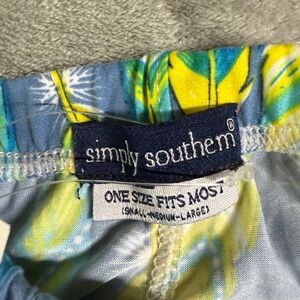 simply southern®
ONE SIZE FITS MOST
(SMALL-MEDIUM-LARGE)